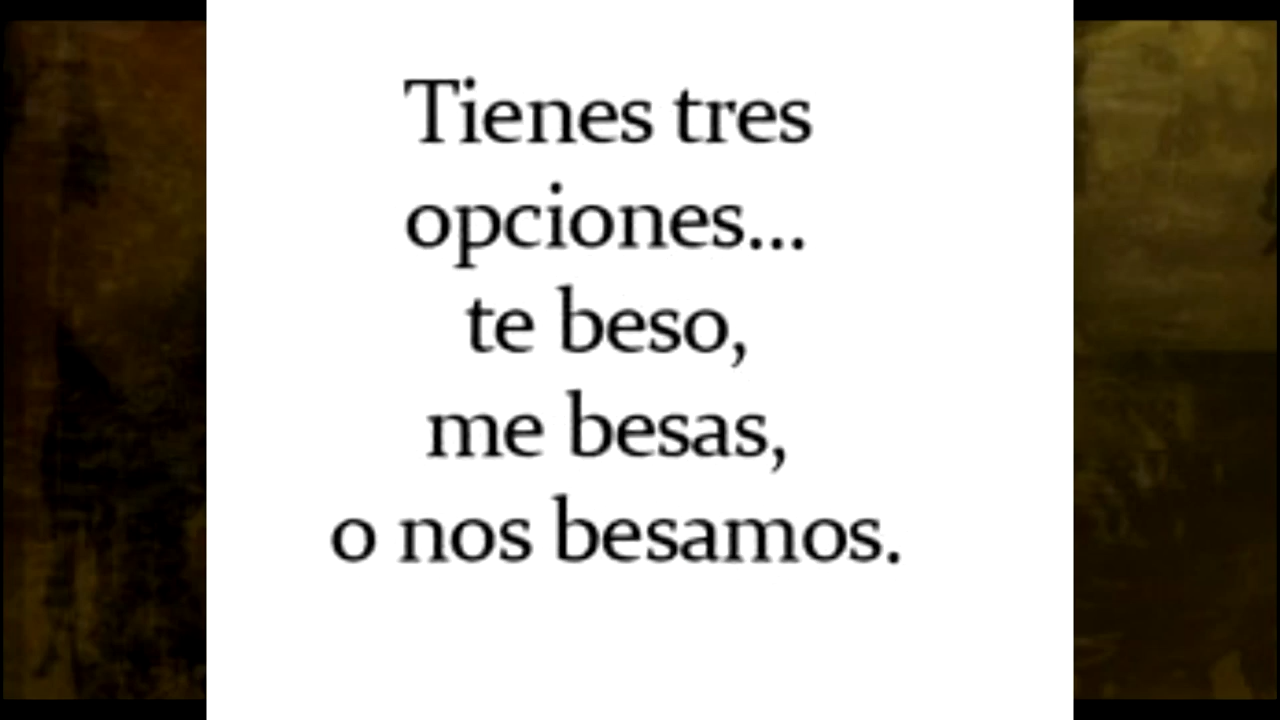 Tienes tres
opciones...
te beso,
me besas,
o nos besamos.